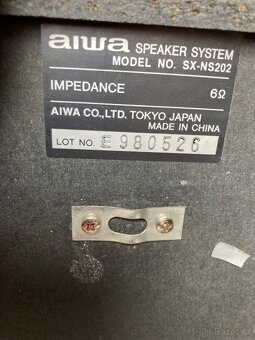 aiwa SPEAKER SYSTEM
MODEL NO. SX-NS202
IMPEDANCE 6Ω
AIWA CO., LTD. TOKYO JAPAN
MADE IN CHINA
LOT NO. E980526